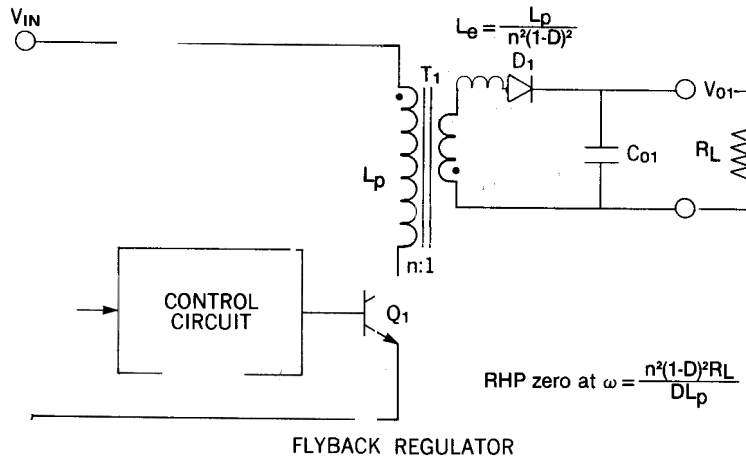 VIN
Le = Lp / n²(1-D)²
D1
T1
VO1
Lp
CO1
RL
n:1
CONTROL
CIRCUIT
Q1
RHP zero at ω = n²(1-D)²RL / DLp
FLYBACK REGULATOR